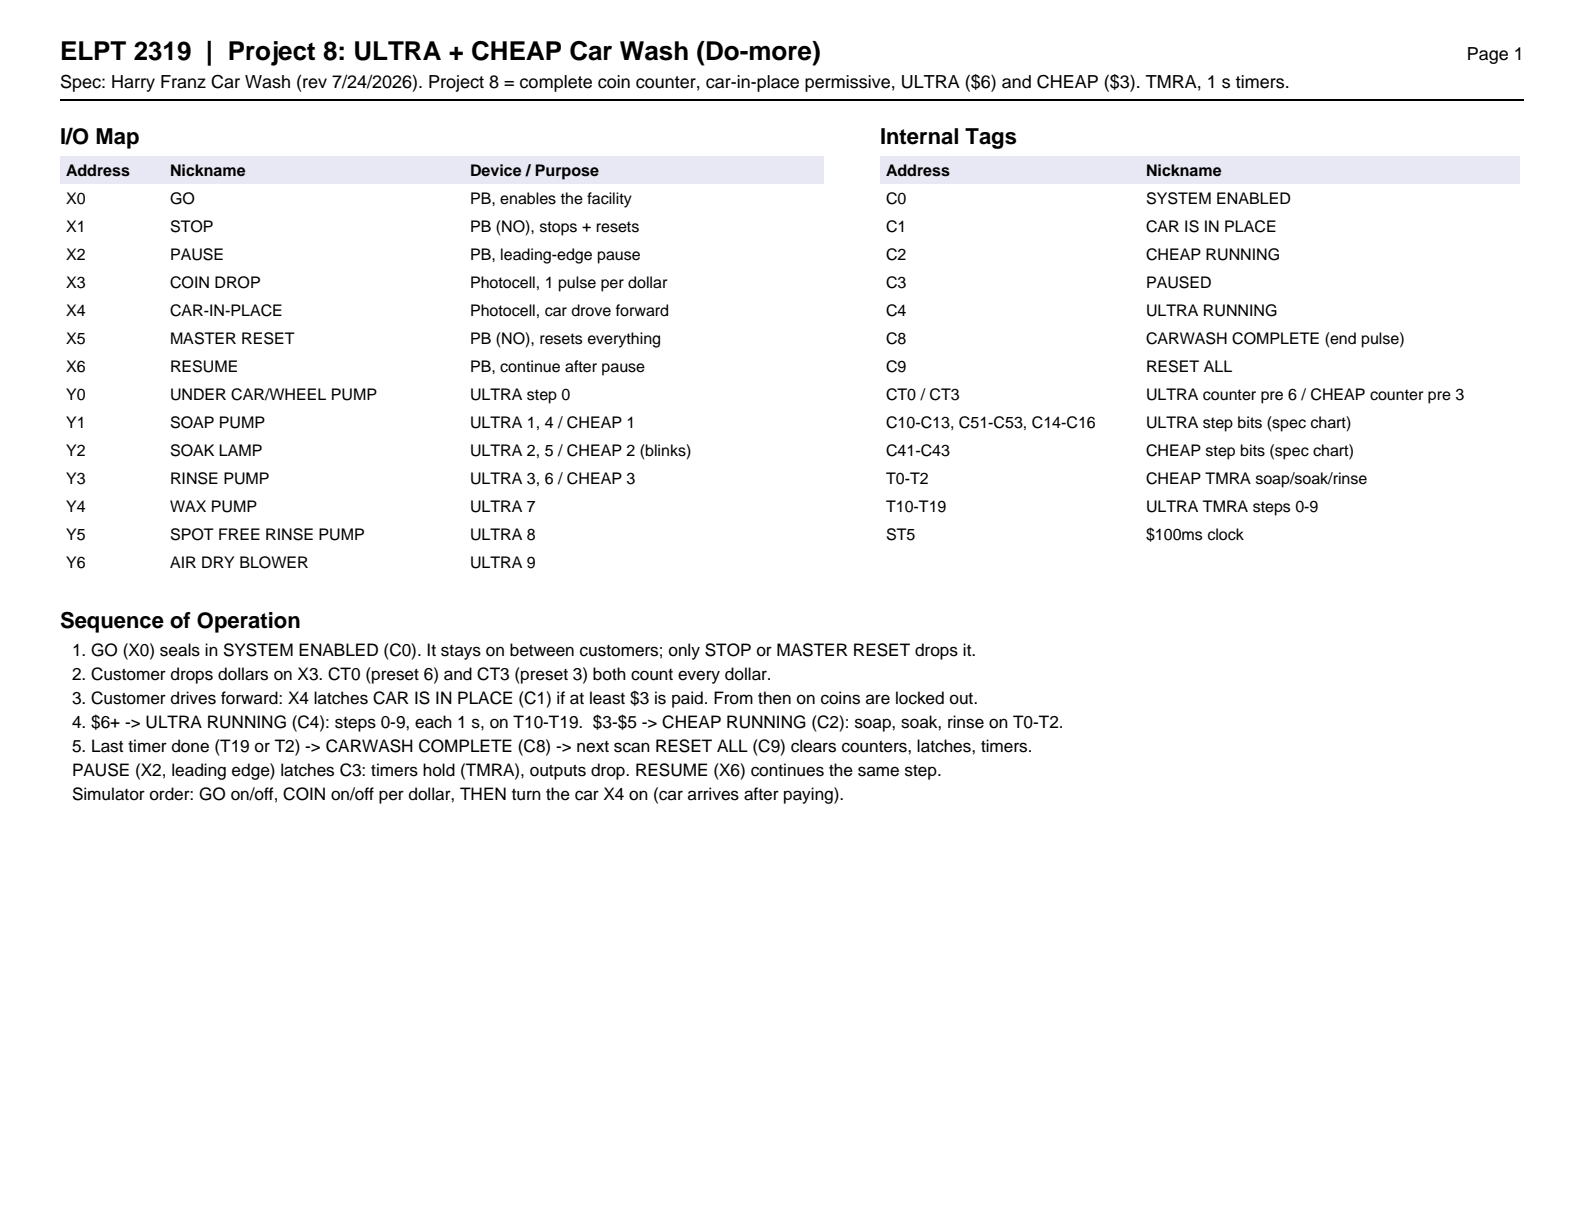 ELPT 2319 | Project 8: ULTRA + CHEAP Car Wash (Do-more)
Page 1
Spec: Harry Franz Car Wash (rev 7/24/2026). Project 8 = complete coin counter, car-in-place permissive, ULTRA ($6) and CHEAP ($3). TMRA, 1 s timers.
I/O Map
Address Nickname Device / Purpose
X0 GO PB, enables the facility
X1 STOP PB (NO), stops + resets
X2 PAUSE PB, leading-edge pause
X3 COIN DROP Photocell, 1 pulse per dollar
X4 CAR-IN-PLACE Photocell, car drove forward
X5 MASTER RESET PB (NO), resets everything
X6 RESUME PB, continue after pause
Y0 UNDER CAR/WHEEL PUMP ULTRA step 0
Y1 SOAP PUMP ULTRA 1, 4 / CHEAP 1
Y2 SOAK LAMP ULTRA 2, 5 / CHEAP 2 (blinks)
Y3 RINSE PUMP ULTRA 3, 6 / CHEAP 3
Y4 WAX PUMP ULTRA 7
Y5 SPOT FREE RINSE PUMP ULTRA 8
Y6 AIR DRY BLOWER ULTRA 9
Internal Tags
Address Nickname
C0 SYSTEM ENABLED
C1 CAR IS IN PLACE
C2 CHEAP RUNNING
C3 PAUSED
C4 ULTRA RUNNING
C8 CARWASH COMPLETE (end pulse)
C9 RESET ALL
CT0 / CT3 ULTRA counter pre 6 / CHEAP counter pre 3
C10-C13, C51-C53, C14-C16 ULTRA step bits (spec chart)
C41-C43 CHEAP step bits (spec chart)
T0-T2 CHEAP TMRA soap/soak/rinse
T10-T19 ULTRA TMRA steps 0-9
ST5 $100ms clock
Sequence of Operation
1. GO (X0) seals in SYSTEM ENABLED (C0). It stays on between customers; only STOP or MASTER RESET drops it.
2. Customer drops dollars on X3. CT0 (preset 6) and CT3 (preset 3) both count every dollar.
3. Customer drives forward: X4 latches CAR IS IN PLACE (C1) if at least $3 is paid. From then on coins are locked out.
4. $6+ -> ULTRA RUNNING (C4): steps 0-9, each 1 s, on T10-T19. $3-$5 -> CHEAP RUNNING (C2): soap, soak, rinse on T0-T2.
5. Last timer done (T19 or T2) -> CARWASH COMPLETE (C8) -> next scan RESET ALL (C9) clears counters, latches, timers.
PAUSE (X2, leading edge) latches C3: timers hold (TMRA), outputs drop. RESUME (X6) continues the same step.
Simulator order: GO on/off, COIN on/off per dollar, THEN turn the car X4 on (car arrives after paying).